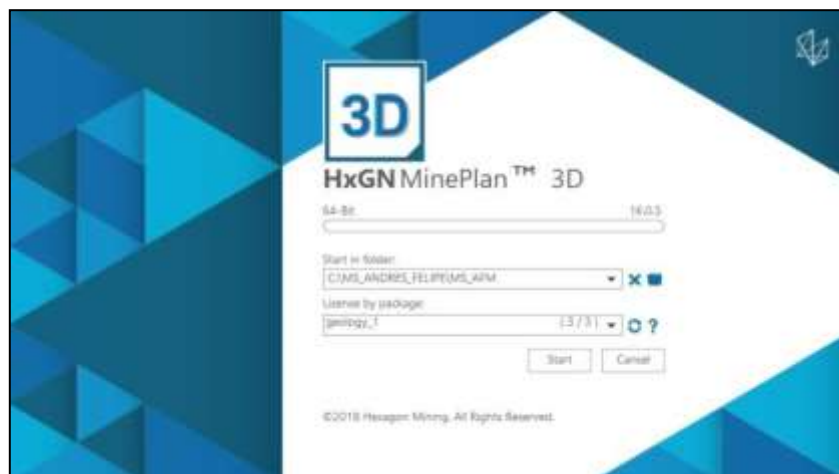 3D
HxGN MinePlan™ 3D
64-Bit 16.0.5
Start in folder:
C:\MS_ANDRES_FELIPE\MS_AFM
License by package:
geology_1 (3/3)
?
Start Cancel
©2018 Hexagon Mining. All Rights Reserved.